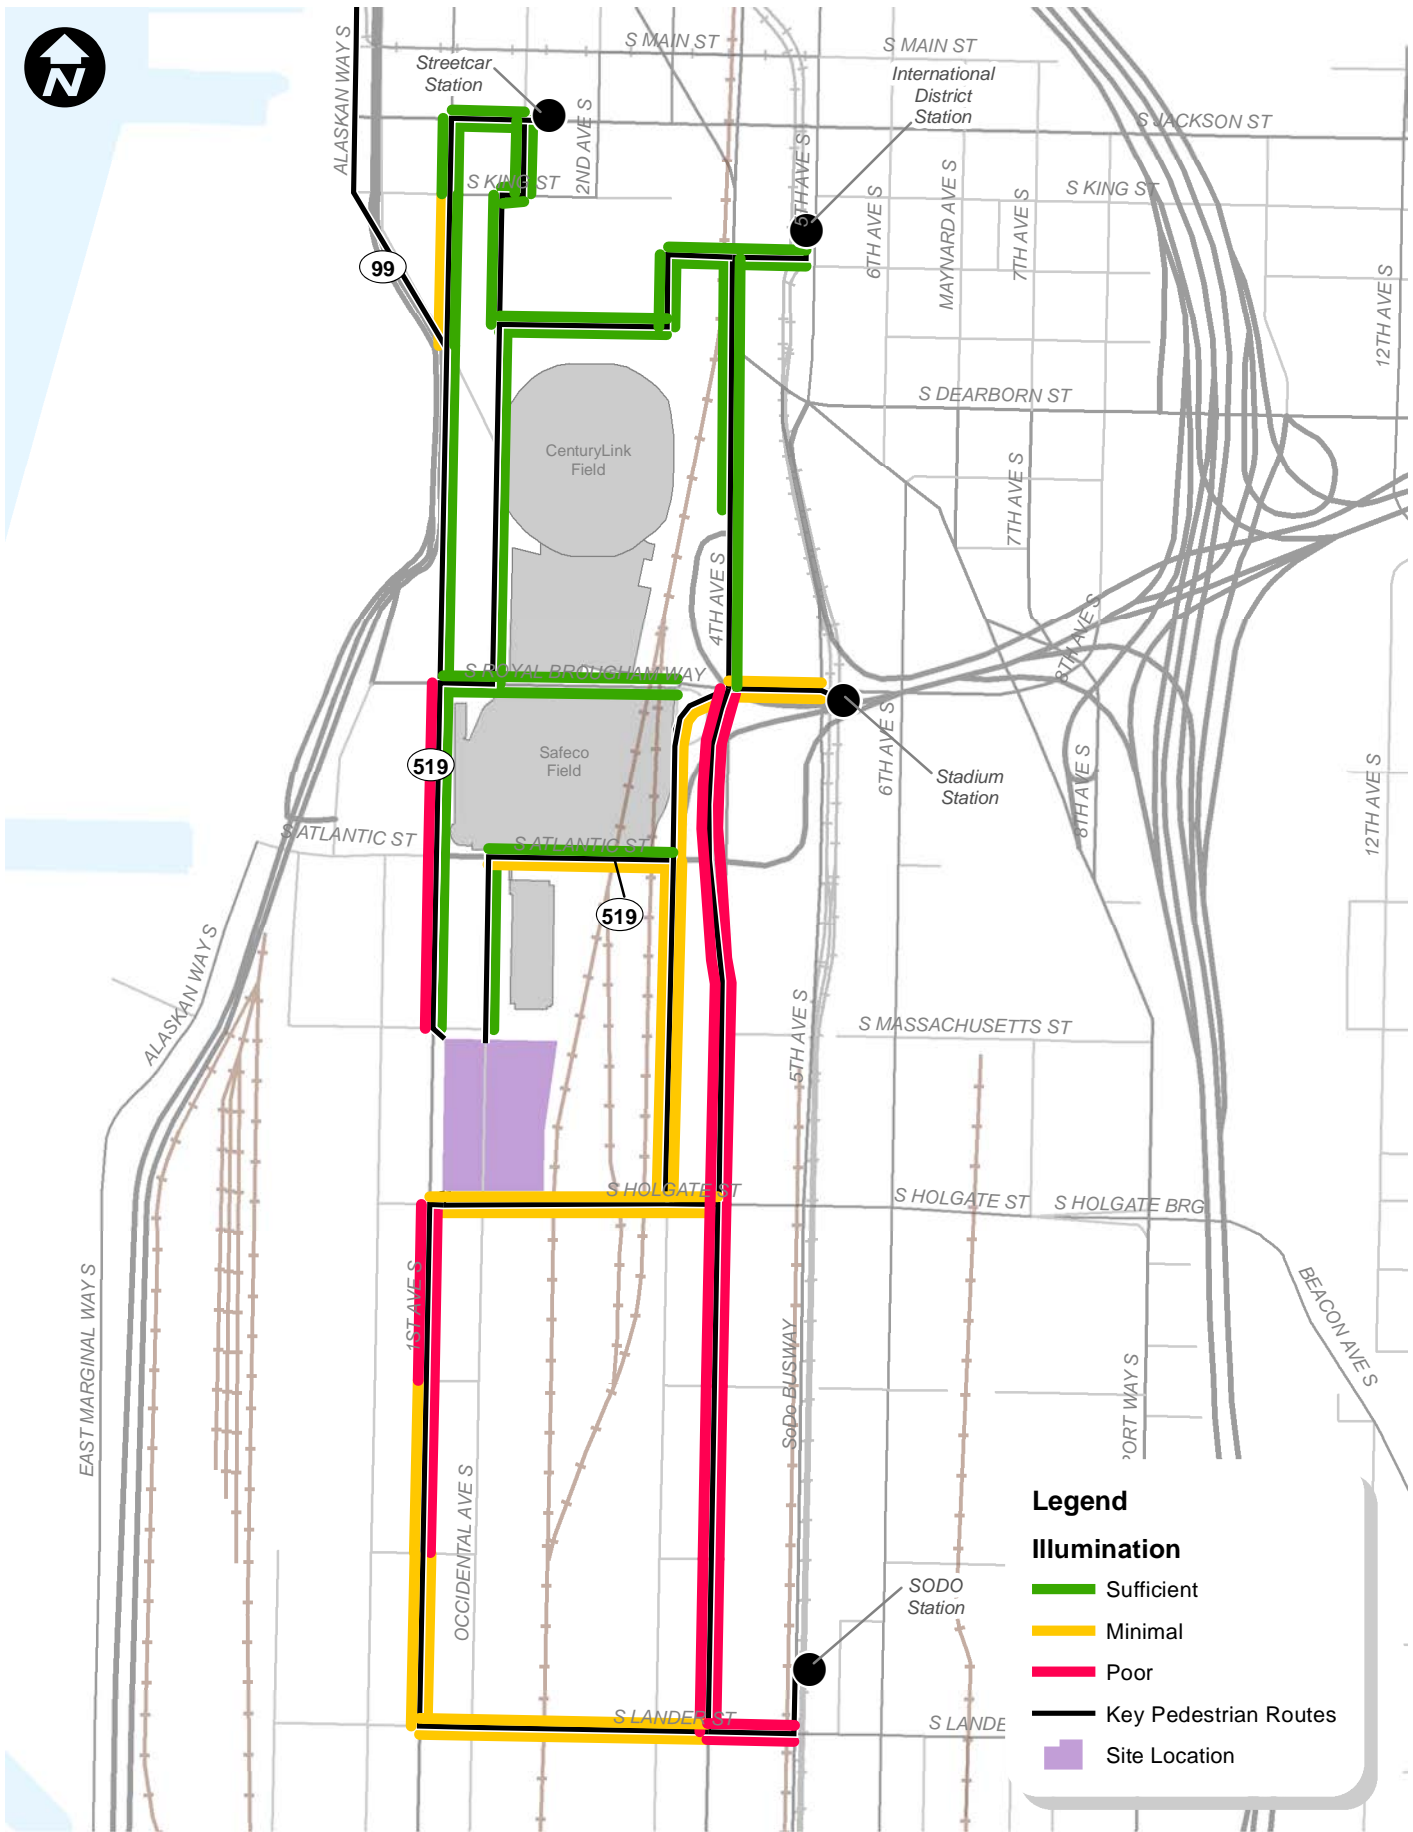 N
ALASKAN WAY S
S MAIN ST
S MAIN ST
Streetcar
Station
International
District
Station
2ND AVE S
5TH AVE S
S JACKSON ST
S KING ST
S KING ST
6TH AVE S
MAYNARD AVE S
7TH AVE S
99
12TH AVE S
S DEARBORN ST
CenturyLink
Field
7TH AVE S
4TH AVE S
8TH AVE S
S ROYAL BROUGHAM WAY
6TH AVE S
519
Safeco
Field
Stadium
Station
8TH AVE S
12TH AVE S
S ATLANTIC ST
S ATLANTIC ST
519
ALASKAN WAY S
5TH AVE S
S MASSACHUSETTS ST
S HOLGATE ST
S HOLGATE ST
S HOLGATE BRG
EAST MARGINAL WAY S
1ST AVE S
BEACON AVE S
SoDo BUSWAY
PORT WAY S
OCCIDENTAL AVE S
SODO
Station
S LANDER ST
S LANDE
Legend
Illumination
Sufficient
Minimal
Poor
Key Pedestrian Routes
Site Location